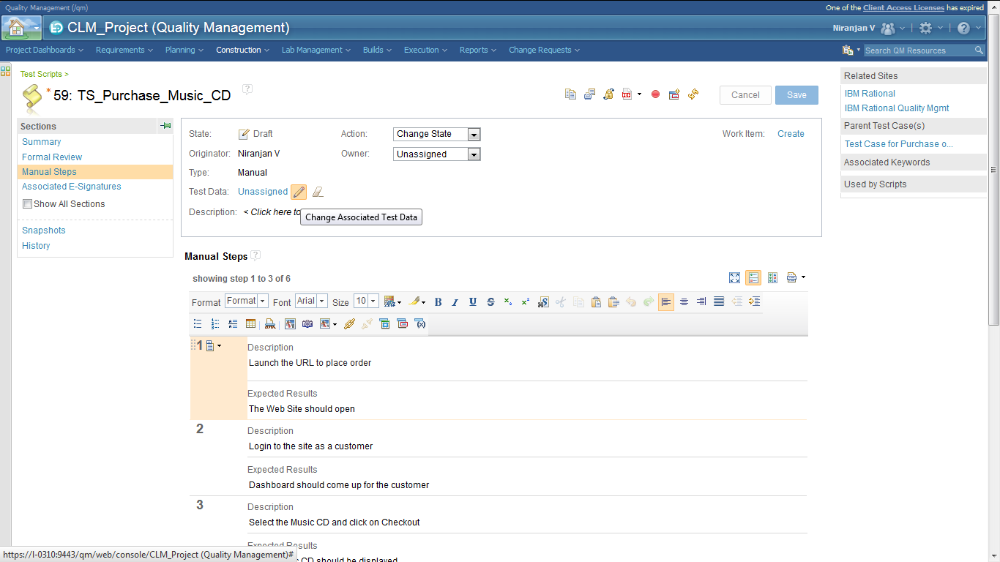 Quality Management (/qm)
One of the Client Access Licenses has expired
CLM_Project (Quality Management)
Niranjan V
Project Dashboards
Requirements
Planning
Construction
Lab Management
Builds
Execution
Reports
Change Requests
Search QM Resources
Test Scripts >
* 59: TS_Purchase_Music_CD
?
PDF
Cancel
Save
Sections
Summary
Formal Review
Manual Steps
Associated E-Signatures
Show All Sections
Snapshots
History
State: Draft
Action: Change State
Work Item: Create
Originator: Niranjan V
Owner: Unassigned
Type: Manual
Test Data: Unassigned
Description: < Click here to
Change Associated Test Data
Related Sites
IBM Rational
IBM Rational Quality Mgmt
Parent Test Case(s)
Test Case for Purchase o...
Associated Keywords
Used by Scripts
Manual Steps ?
showing step 1 to 3 of 6
Format Format Font Arial Size 10
B I U S
1
Description
Launch the URL to place order
Expected Results
The Web Site should open
2
Description
Login to the site as a customer
Expected Results
Dashboard should come up for the customer
3
Description
Select the Music CD and click on Checkout
Expected Results
CD should be displayed
https://l-0310:9443/qm/web/console/CLM_Project (Quality Management)#